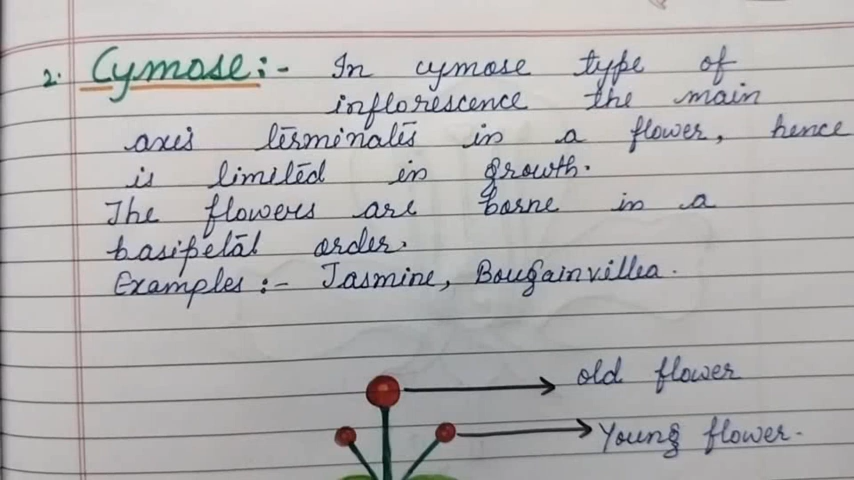 2. Cymose :- In cymose type of
inflorescence the main
axis terminates in a flower, hence
is limited in growth.
The flowers are borne in a
basipetal order.
Examples :- Jasmine, Bougainvillea.
old flower
Young flower.